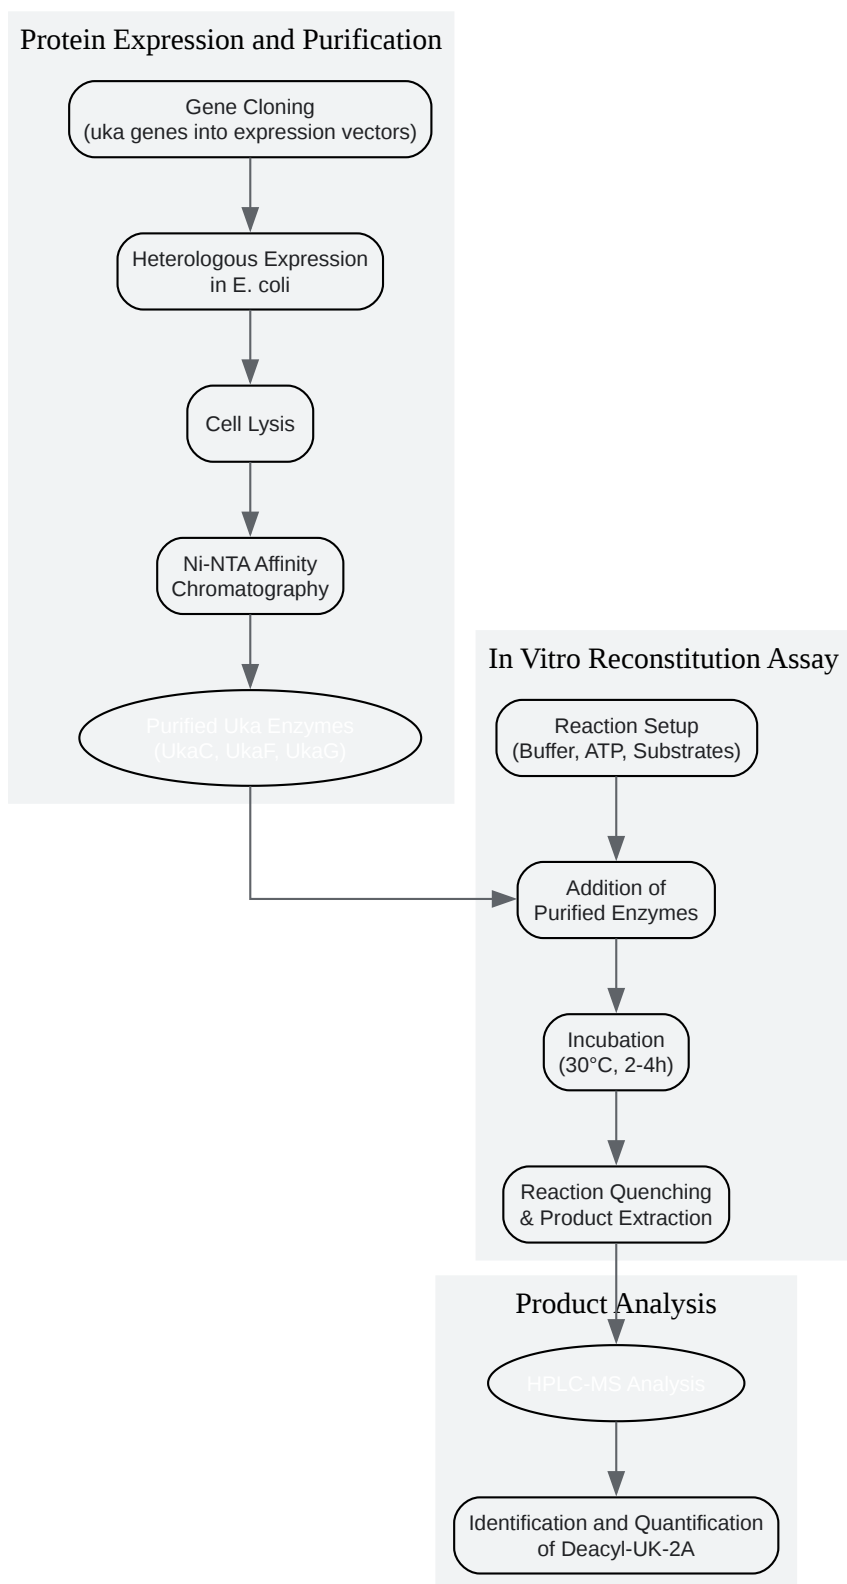 Protein Expression and Purification
Gene Cloning
(uka genes into expression vectors)
Heterologous Expression
in E. coli
Cell Lysis
Ni-NTA Affinity
Chromatography
Purified Uka Enzymes
(UkaC, UkaF, UkaG)
In Vitro Reconstitution Assay
Reaction Setup
(Buffer, ATP, Substrates)
Addition of
Purified Enzymes
Incubation
(30°C, 2-4h)
Reaction Quenching
& Product Extraction
Product Analysis
HPLC-MS Analysis
Identification and Quantification
of Deacyl-UK-2A